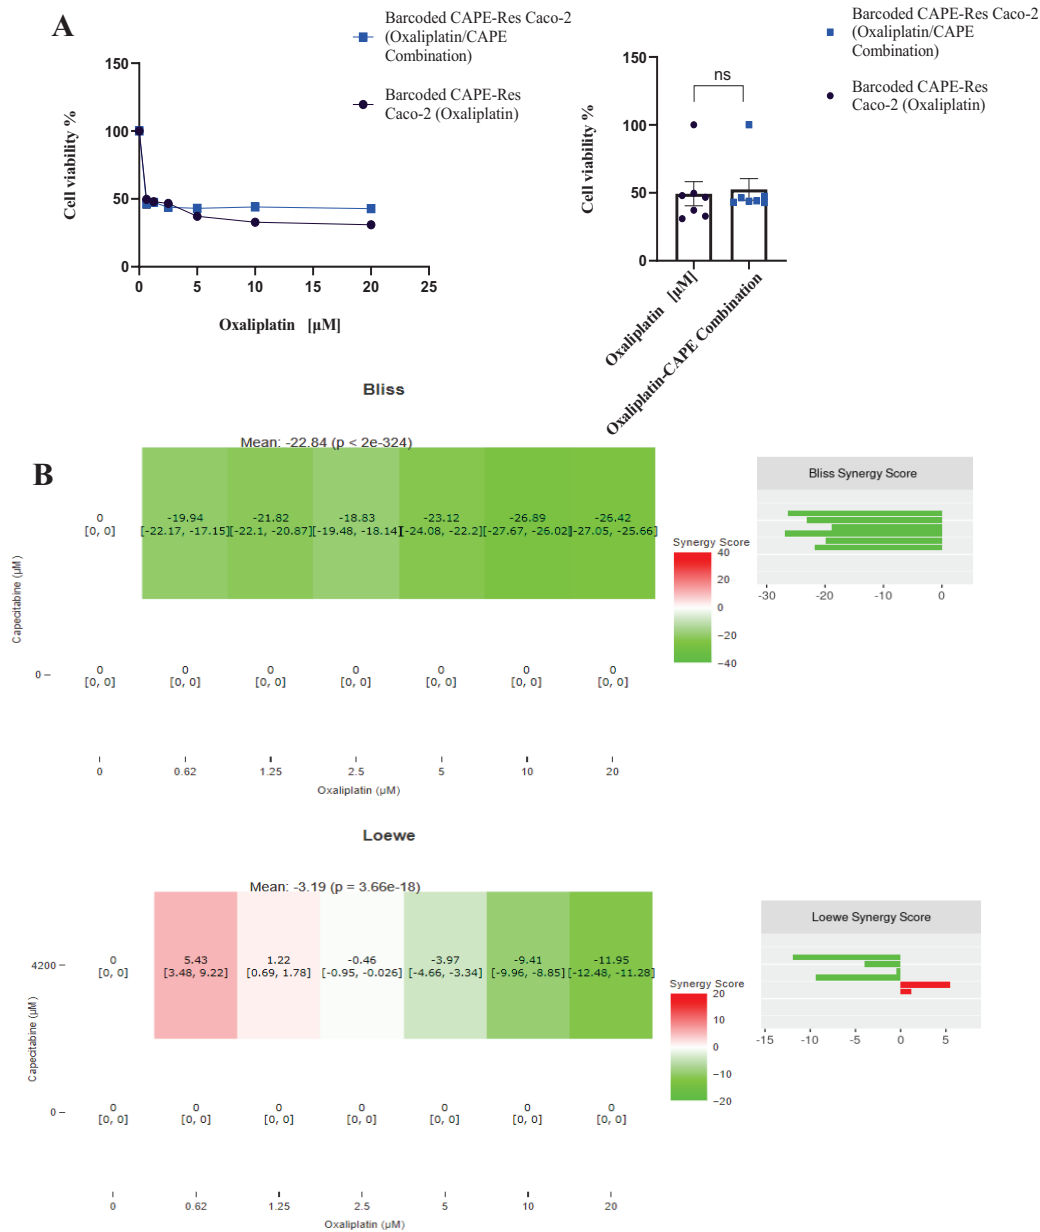 A
Barcoded CAPE-Res Caco-2
(Oxaliplatin/CAPE
Combination)
Barcoded CAPE-Res
Caco-2 (Oxaliplatin)
150
100
50
0
Cell viability %
0 5 10 15 20 25
Oxaliplatin [µM]
Barcoded CAPE-Res Caco-2
(Oxaliplatin/CAPE
Combination)
Barcoded CAPE-Res
Caco-2 (Oxaliplatin)
150
100
50
0
Cell viability %
ns
Oxaliplatin [µM]
Oxaliplatin-CAPE Combination
B
Bliss
Mean: -22.84 (p < 2e-324)
0 -19.94 -21.82 -18.83 -23.12 -26.89 -26.42
[0, 0] [-22.17, -17.15] [-22.1, -20.87] [-19.48, -18.14] [-24.08, -22.2] [-27.67, -26.02] [-27.05, -25.66]
Capecitabine (µM)
0 0 0 0 0 0 0 0
[0, 0] [0, 0] [0, 0] [0, 0] [0, 0] [0, 0] [0, 0]
0 0.62 1.25 2.5 5 10 20
Oxaliplatin (µM)
Synergy Score
40
20
0
−20
−40
Bliss Synergy Score
-30 -20 -10 0
Loewe
Mean: -3.19 (p = 3.66e-18)
4200 0 5.43 1.22 -0.46 -3.97 -9.41 -11.95
[0, 0] [3.48, 9.22] [0.69, 1.78] [-0.95, -0.026] [-4.66, -3.34] [-9.96, -8.85] [-12.48, -11.28]
Capecitabine (µM)
0 0 0 0 0 0 0 0
[0, 0] [0, 0] [0, 0] [0, 0] [0, 0] [0, 0] [0, 0]
0 0.62 1.25 2.5 5 10 20
Oxaliplatin (µM)
Synergy Score
20
10
0
−10
−20
Loewe Synergy Score
-15 -10 -5 0 5